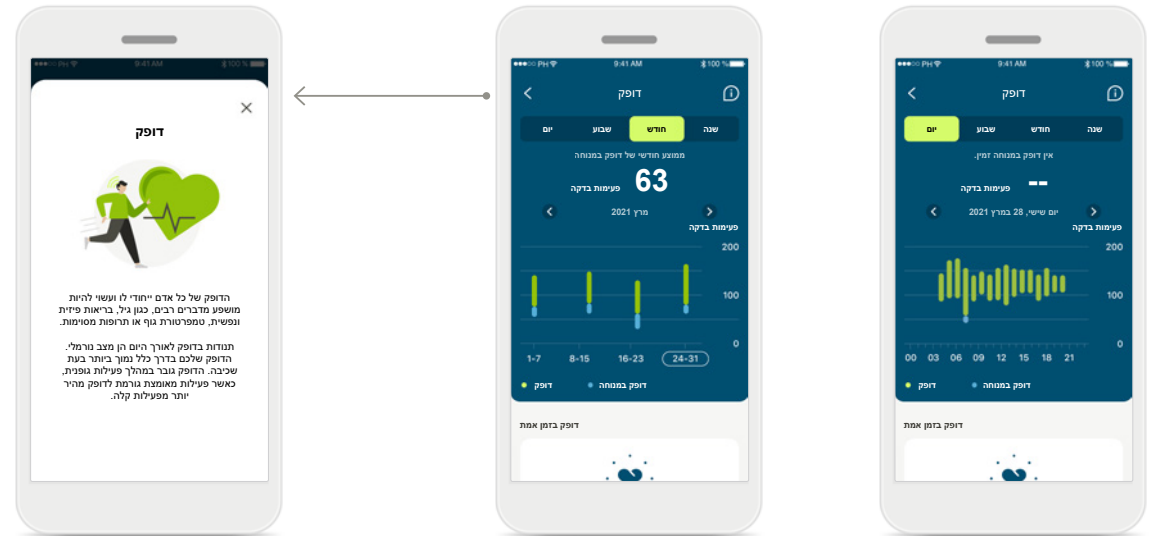 PH 9:41 AM 100 %
דופק
הדופק של כל אדם ייחודי לו ועשוי להיות
מושפע מדברים רבים, כגון גיל, בריאות פיזית
ונפשית, טמפרטורת גוף או תרופות מסוימות.
תנודות בדופק לאורך היום הן מצב נורמלי.
הדופק שלכם בדרך כלל נמוך ביותר בעת
שכיבה. הדופק גובר במהלך פעילות גופנית,
כאשר פעילות מאומצת גורמת לדופק מהיר
יותר מפעילות קלה.
PH 9:41 AM 100 %
דופק
שנה חודש שבוע יום
ממוצע חודשי של דופק במנוחה
63 פעימות בדקה
מרץ 2021
פעימות בדקה
200
100
0
1-7 8-15 16-23 24-31
דופק במנוחה דופק
דופק בזמן אמת
PH 9:41 AM 100 %
דופק
שנה חודש שבוע יום
אין דופק במנוחה זמין.
-- פעימות בדקה
יום שישי, 28 במרץ 2021
פעימות בדקה
200
100
0
00 03 06 09 12 15 18 21
דופק במנוחה דופק
דופק בזמן אמת